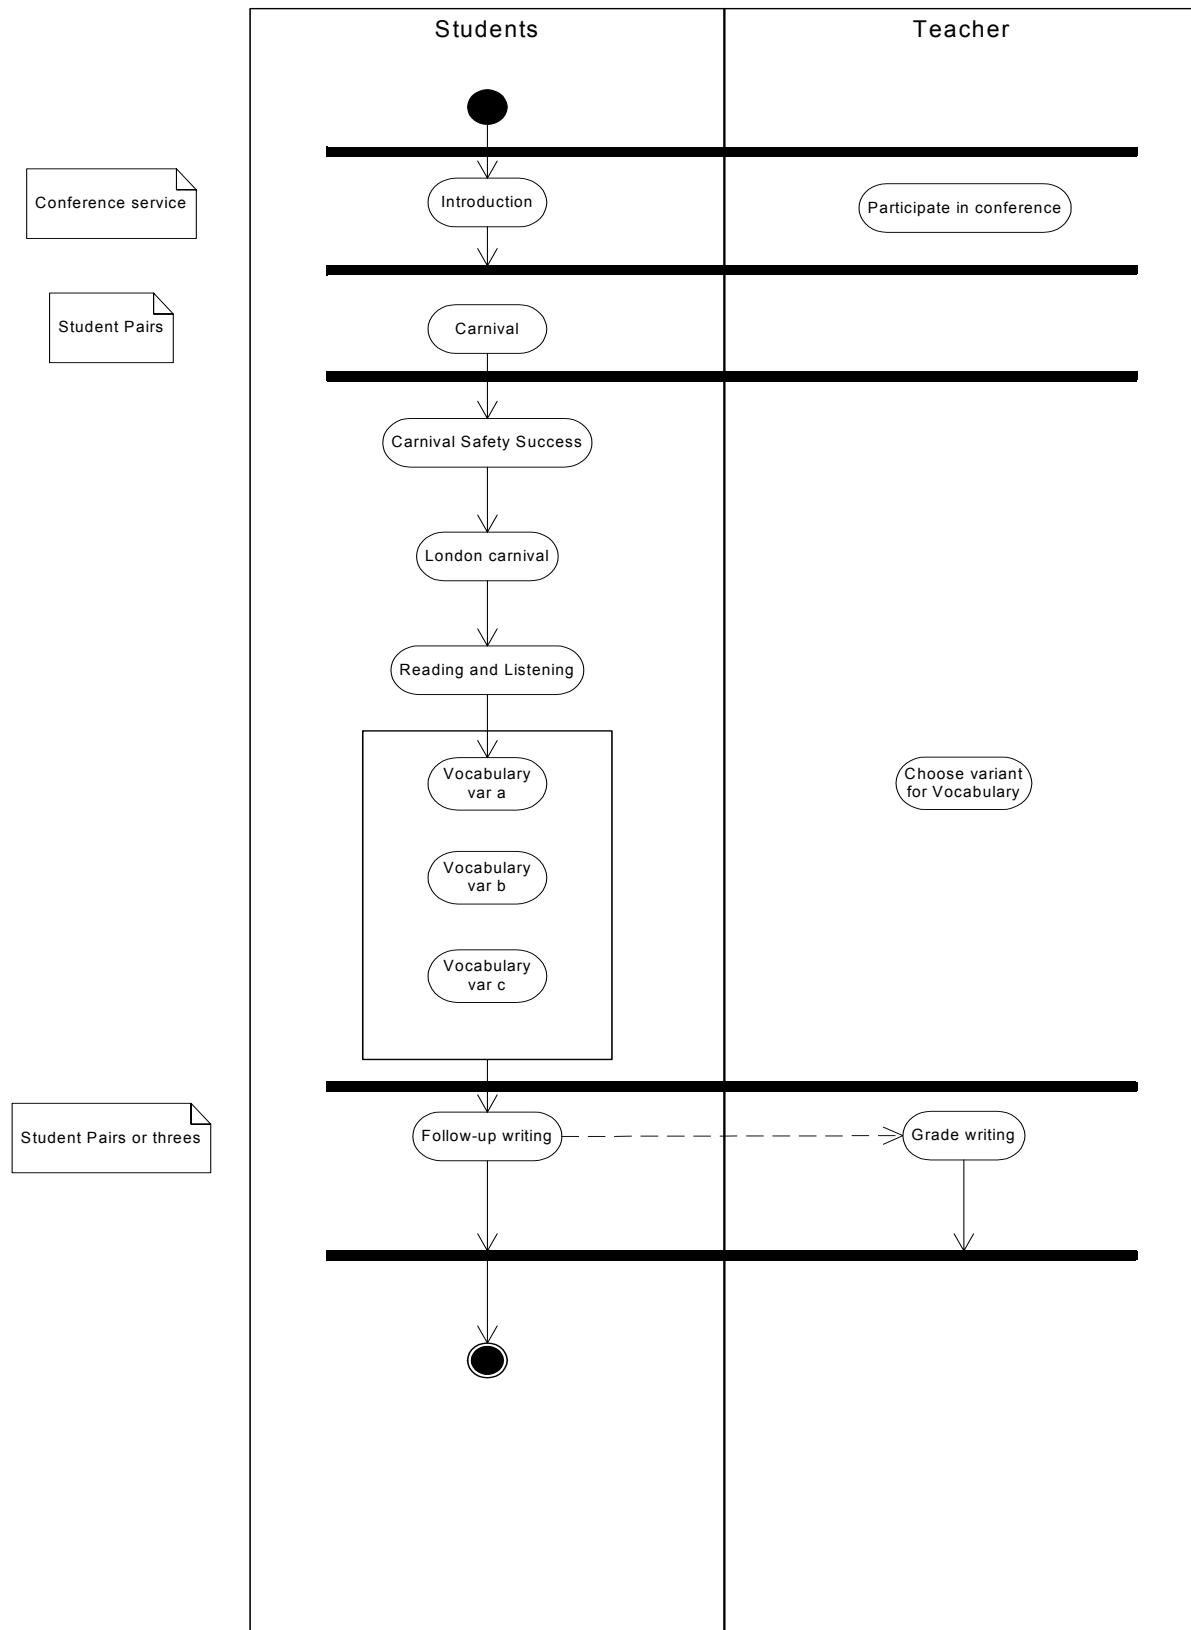 Students
Teacher
Conference service
Introduction
Participate in conference
Student Pairs
Carnival
Carnival Safety Success
London carnival
Reading and Listening
Vocabulary
var a
Choose variant
for Vocabulary
Vocabulary
var b
Vocabulary
var c
Student Pairs or threes
Follow-up writing
Grade writing